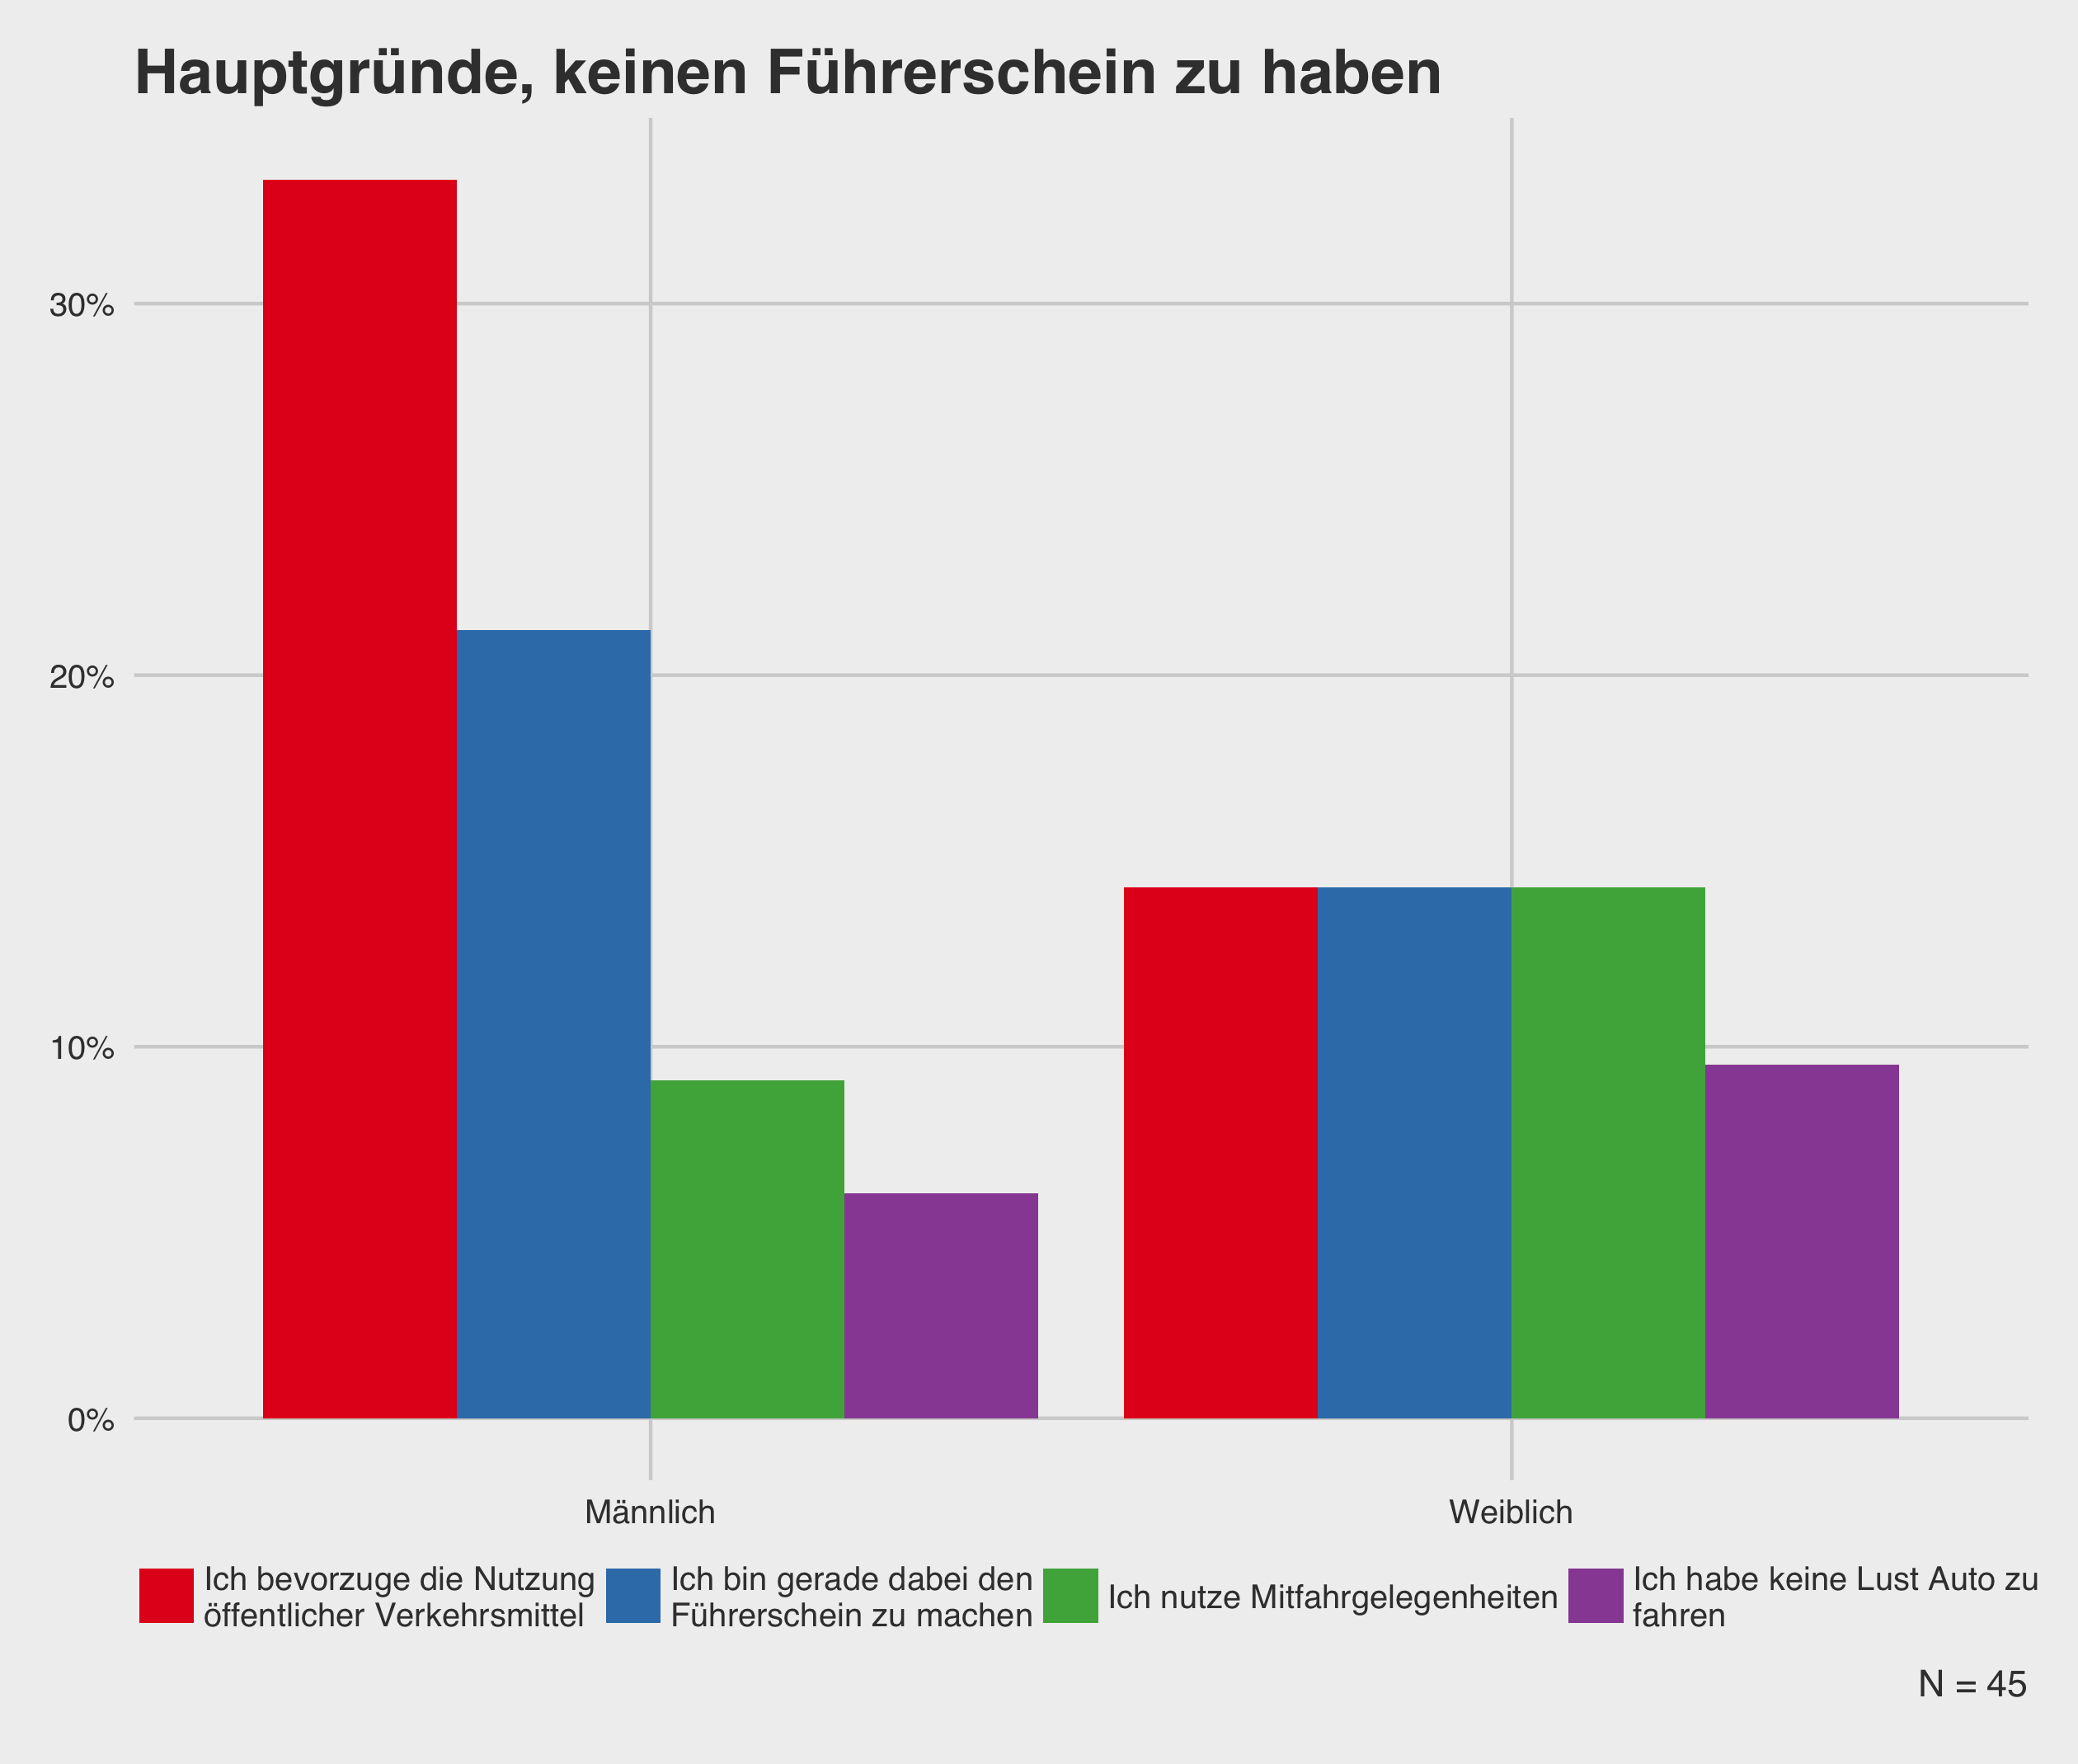 Hauptgründe, keinen Führerschein zu haben
30%
20%
10%
0%
Männlich
Weiblich
Ich bevorzuge die Nutzung
öffentlicher Verkehrsmittel
Ich bin gerade dabei den
Führerschein zu machen
Ich nutze Mitfahrgelegenheiten
Ich habe keine Lust Auto zu
fahren
N = 45